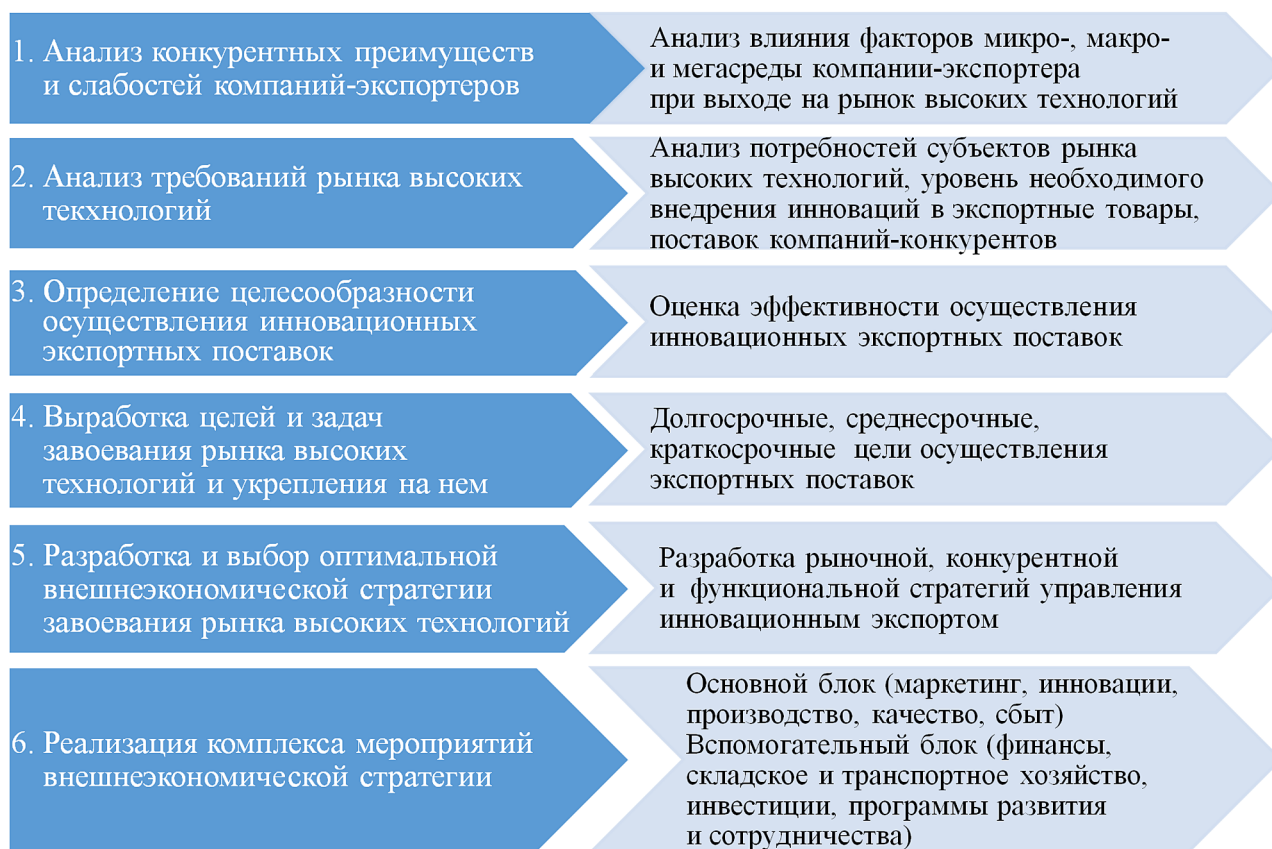 1. Анализ конкурентных преимуществ
и слабостей компаний-экспортеров
Анализ влияния факторов микро-, макро-
и мегасреды компании-экспортера
при выходе на рынок высоких технологий
2. Анализ требований рынка высоких
текхнологий
Анализ потребностей субъектов рынка
высоких технологий, уровень необходимого
внедрения инноваций в экспортные товары,
поставок компаний-конкурентов
3. Определение целесообразности
осуществления инновационных
экспортных поставок
Оценка эффективности осуществления
инновационных экспортных поставок
4. Выработка целей и задач
завоевания рынка высоких
технологий и укрепления на нем
Долгосрочные, среднесрочные,
краткосрочные цели осуществления
экспортных поставок
5. Разработка и выбор оптимальной
внешнеэкономической стратегии
завоевания рынка высоких технологий
Разработка рыночной, конкурентной
и функциональной стратегий управления
инновационным экспортом
6. Реализация комплекса мероприятий
внешнеэкономической стратегии
Основной блок (маркетинг, инновации,
производство, качество, сбыт)
Вспомогательный блок (финансы,
складское и транспортное хозяйство,
инвестиции, программы развития
и сотрудничества)